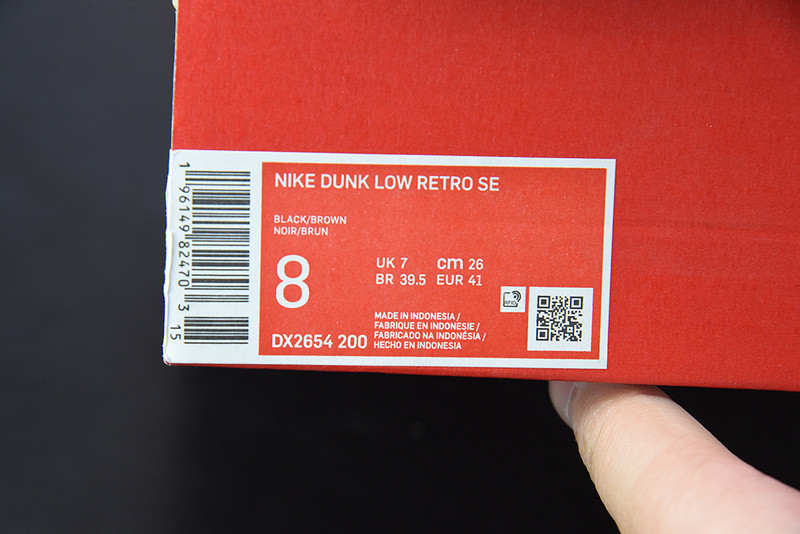 NIKE DUNK LOW RETRO SE
BLACK/BROWN
NOIR/BRUN
8
UK 7 cm 26
BR 39.5 EUR 41
MADE IN INDONESIA /
FABRIQUE EN INDONESIE /
FABRICADO NA INDONÉSIA /
HECHO EN INDONESIA
DX2654 200
RFID
1 96149 82470 3
15